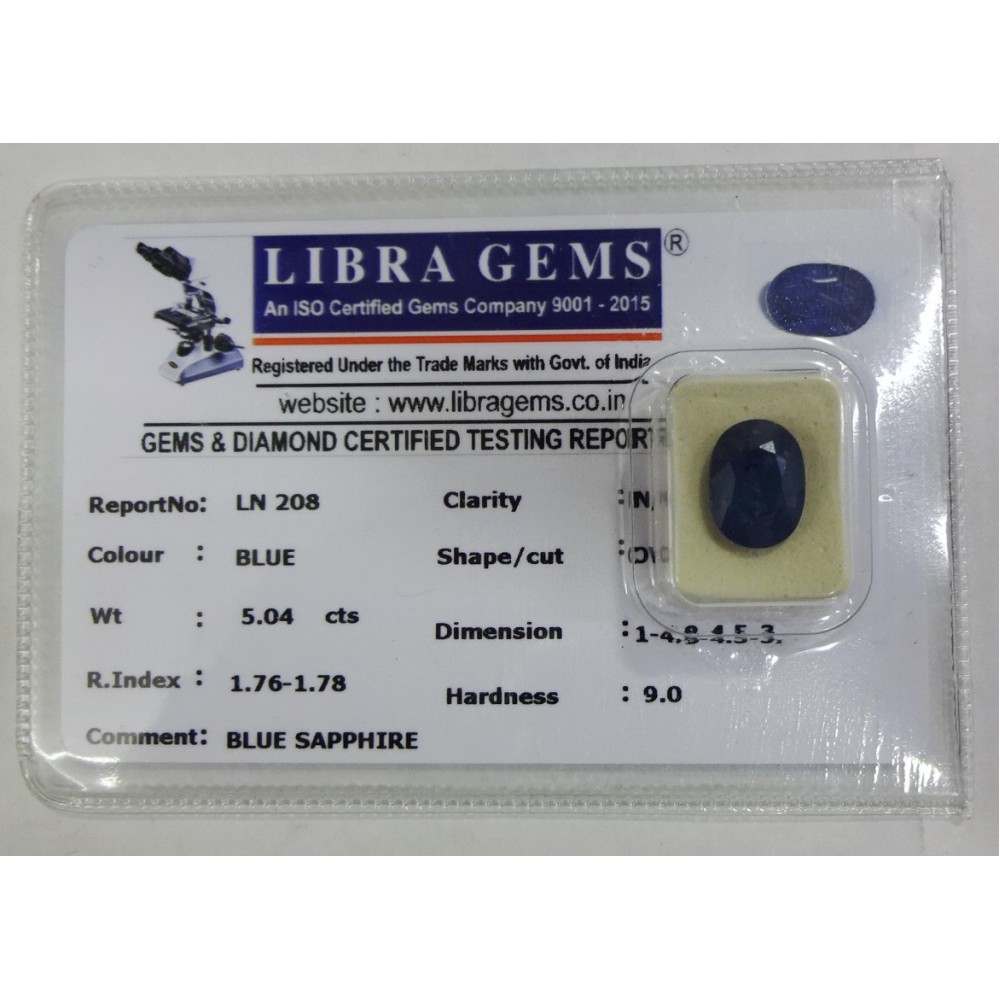 LIBRA GEMS ®
An ISO Certified Gems Company 9001 - 2015
Registered Under the Trade Marks with Govt. of India
website : www.libragems.co.in
GEMS & DIAMOND CERTIFIED TESTING REPORT
ReportNo: LN 208 Clarity :
Colour : BLUE Shape/cut :
Wt : 5.04 cts Dimension :
R.Index : 1.76-1.78 Hardness : 9.0
Comment: BLUE SAPPHIRE